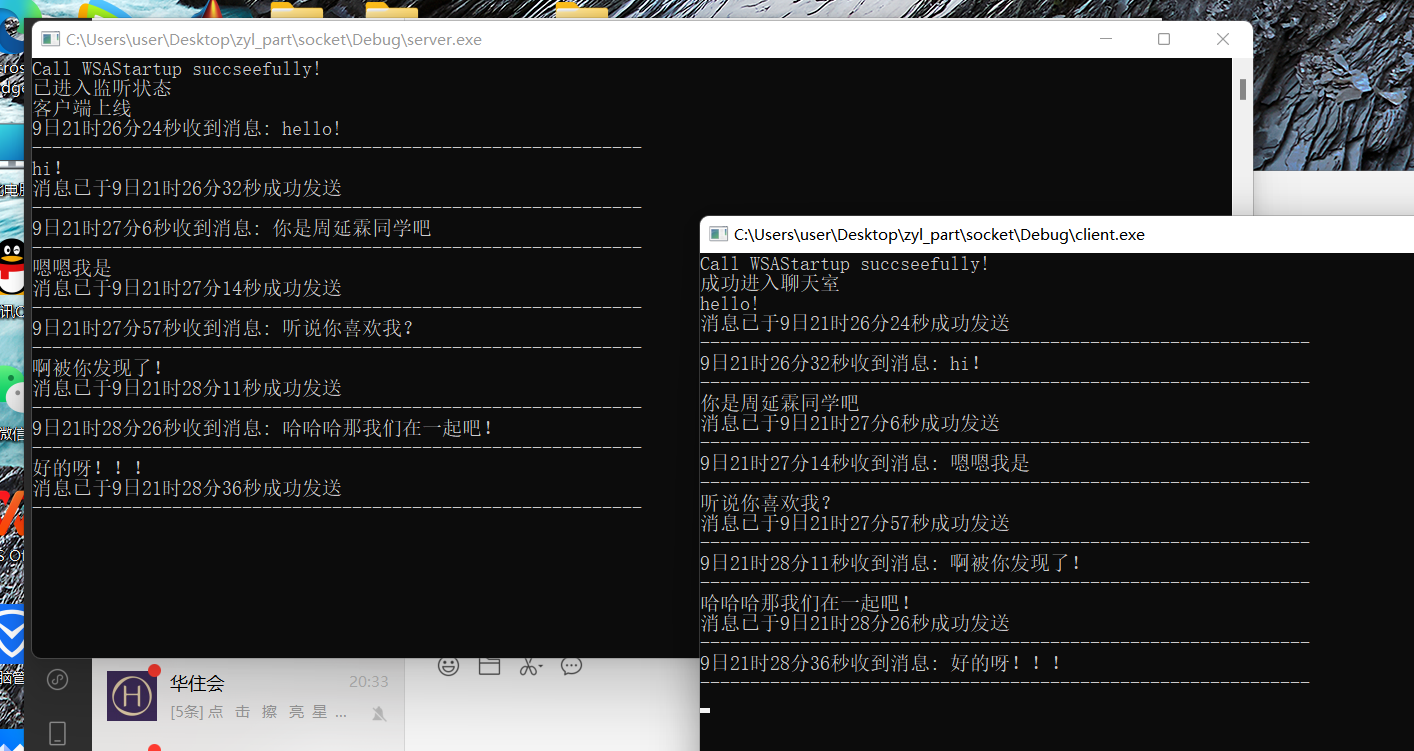 C:\Users\user\Desktop\zyl_part\socket\Debug\server.exe
Call WSAStartup succseefully!
已进入监听状态
客户端上线
9日21时26分24秒收到消息: hello!
-------------------------------------------------------------
hi!
消息已于9日21时26分32秒成功发送
-------------------------------------------------------------
9日21时27分6秒收到消息: 你是周延霖同学吧
-------------------------------------------------------------
嗯嗯我是
消息已于9日21时27分14秒成功发送
-------------------------------------------------------------
9日21时27分57秒收到消息: 听说你喜欢我?
-------------------------------------------------------------
啊被你发现了!
消息已于9日21时28分11秒成功发送
-------------------------------------------------------------
9日21时28分26秒收到消息: 哈哈哈那我们在一起吧!
-------------------------------------------------------------
好的呀!!!
消息已于9日21时28分36秒成功发送
-------------------------------------------------------------
C:\Users\user\Desktop\zyl_part\socket\Debug\client.exe
Call WSAStartup succseefully!
成功进入聊天室
hello!
消息已于9日21时26分24秒成功发送
-------------------------------------------------------------
9日21时26分32秒收到消息: hi!
-------------------------------------------------------------
你是周延霖同学吧
消息已于9日21时27分6秒成功发送
-------------------------------------------------------------
9日21时27分14秒收到消息: 嗯嗯我是
-------------------------------------------------------------
听说你喜欢我?
消息已于9日21时27分57秒成功发送
-------------------------------------------------------------
9日21时28分11秒收到消息: 啊被你发现了!
-------------------------------------------------------------
哈哈哈那我们在一起吧!
消息已于9日21时28分26秒成功发送
-------------------------------------------------------------
9日21时28分36秒收到消息: 好的呀!!!
-------------------------------------------------------------
华住会 20:33
[5条] 点 击 擦 亮 星 ...
微信